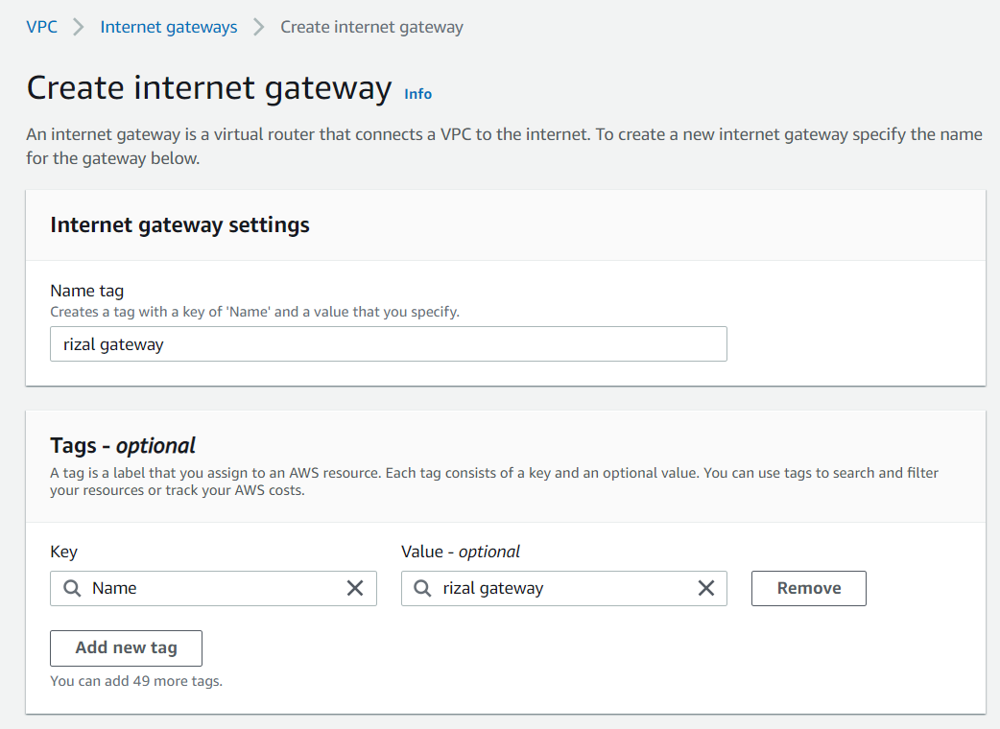 VPC > Internet gateways > Create internet gateway
Create internet gateway Info
An internet gateway is a virtual router that connects a VPC to the internet. To create a new internet gateway specify the name
for the gateway below.
Internet gateway settings
Name tag
Creates a tag with a key of 'Name' and a value that you specify.
rizal gateway
Tags - optional
A tag is a label that you assign to an AWS resource. Each tag consists of a key and an optional value. You can use tags to search and filter
your resources or track your AWS costs.
Key Value - optional
Name rizal gateway Remove
Add new tag
You can add 49 more tags.